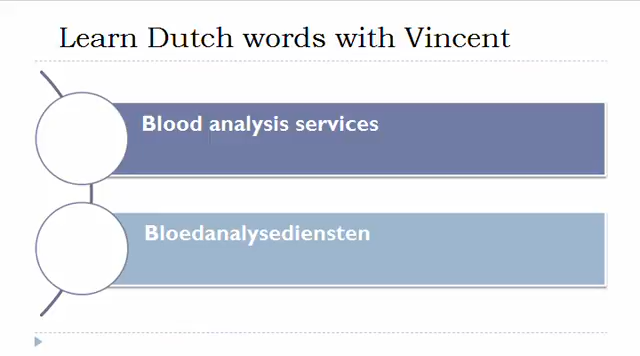 Learn Dutch words with Vincent
Blood analysis services
Bloedanalysediensten